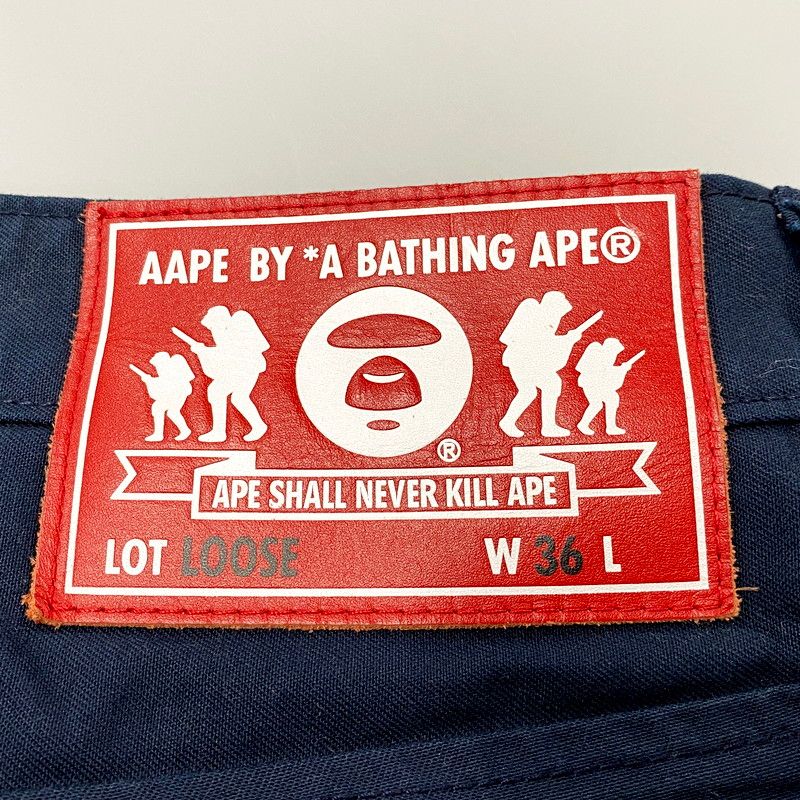 AAPE BY *A BATHING APE®
®
APE SHALL NEVER KILL APE
LOT LOOSE W 36 L